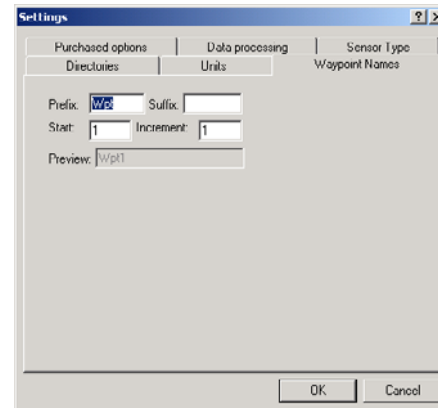 Settings
Purchased options Data processing Sensor Type
Directories Units Waypoint Names
Prefix: Wpt Suffix:
Start: 1 Increment: 1
Preview: Wpt1
OK Cancel